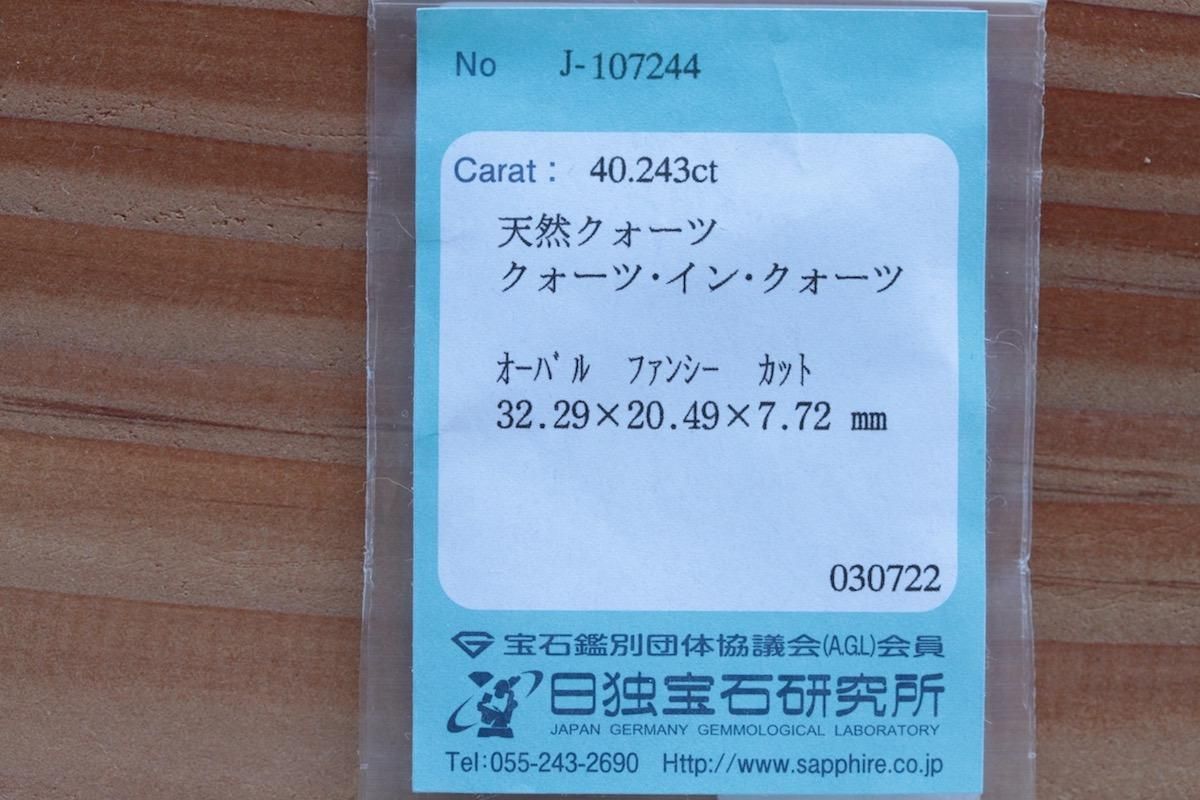 No J-107244
Carat: 40.243ct
天然クォーツ
クォーツ・イン・クォーツ
ｵｰﾊﾞﾙ ﾌｧﾝｼｰ ｶｯﾄ
32.29×20.49×7.72 mm
030722
宝石鑑別団体協議会(A.G.L)会員
日独宝石研究所
JAPAN GERMANY GEMMOLOGICAL LABORATORY
Tel:055-243-2690 Http://www.sapphire.co.jp